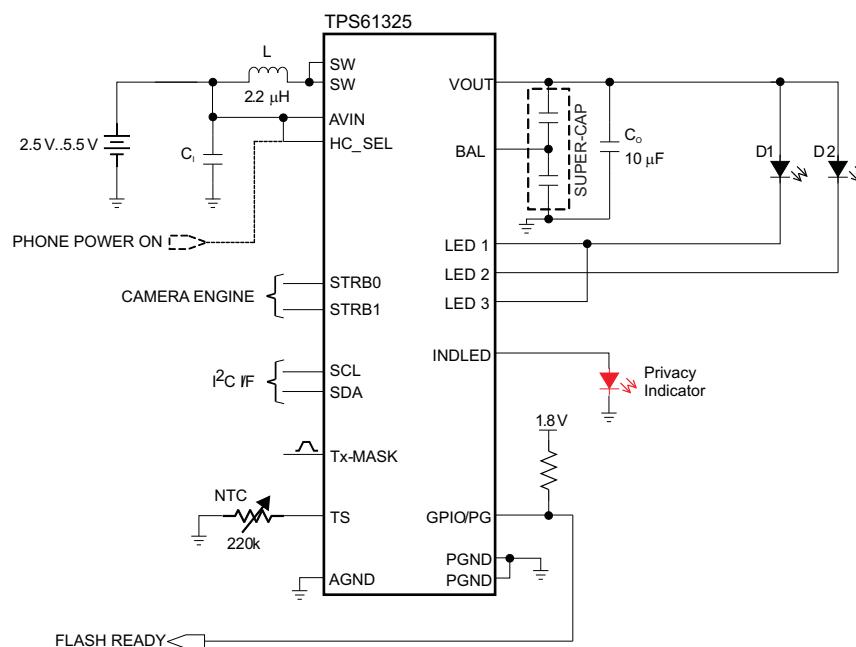 TPS61325
L
2.2 μH
SW
SW
AVIN
HC_SEL
2.5 V..5.5 V
C_I
PHONE POWER ON
CAMERA ENGINE
STRB0
STRB1
I²C I/F
SCL
SDA
Tx-MASK
NTC
220k
TS
AGND
FLASH READY
VOUT
BAL
SUPER-CAP
C_O
10 μF
D1
D2
LED 1
LED 2
LED 3
INDLED
Privacy
Indicator
1.8 V
GPIO/PG
PGND
PGND